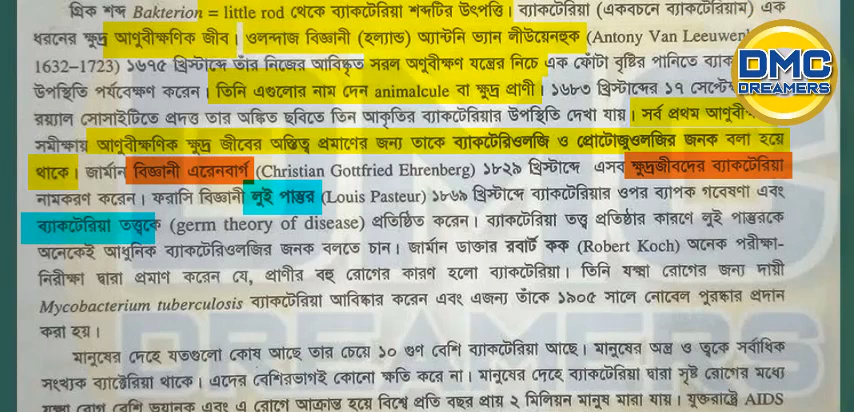 গ্রিক শব্দ Bakterion = little rod থেকে ব্যাকটেরিয়া শব্দটির উৎপত্তি। ব্যাকটেরিয়া (একবচনে ব্যাকটেরিয়াম) এক
ধরনের ক্ষুদ্র আণুবীক্ষণিক জীব। ওলন্দাজ বিজ্ঞানী (হল্যান্ড) অ্যান্টনি ভ্যান লীউয়েনহুক (Antony Van
1632–1723) ১৬৭৫ খ্রিস্টাব্দে তাঁর নিজের আবিষ্কৃত সরল অণুবীক্ষণ যন্ত্রের নিচে এক ফোঁটা বৃষ্টির পানিতে
উপস্থিতি পর্যবেক্ষণ করেন। তিনি এগুলোর নাম দেন animalcule বা ক্ষুদ্র প্রাণী। ১৬৮৩ খ্রিস্টাব্দের ১৭
রয়্যাল সোসাইটিতে প্রদত্ত তার অঙ্কিত ছবিতে তিন আকৃতির ব্যাকটেরিয়ার উপস্থিতি দেখা যায়। সর্ব প্রথম
সমীক্ষায় আণুবীক্ষণিক ক্ষুদ্র জীবের অস্তিত্ব প্রমাণের জন্য তাকে ব্যাকটেরিওলজি ও প্রোটোজুওলজির জনক বলা হয়ে
থাকে। জার্মান বিজ্ঞানী এরেনবার্গ (Christian Gottfried Ehrenberg) ১৮২৯ খ্রিস্টাব্দে এসব ক্ষুদ্রজীবদের ব্যাকটেরিয়া
নামকরণ করেন। ফরাসি বিজ্ঞানী লুই পাস্তুর (Louis Pasteur) ১৮৬৯ খ্রিস্টাব্দে ব্যাকটেরিয়ার ওপর ব্যাপক গবেষণা এবং
ব্যাকটেরিয়া তত্ত্বকে (germ theory of disease) প্রতিষ্ঠিত করেন। ব্যাকটেরিয়া তত্ত্ব প্রতিষ্ঠার কারণে লুই পাস্তুরকে
অনেকেই আধুনিক ব্যাকটেরিওলজির জনক বলতে চান। জার্মান ডাক্তার রবার্ট কক (Robert Koch) অনেক পরীক্ষা-
নিরীক্ষা দ্বারা প্রমাণ করেন যে, প্রাণীর বহু রোগের কারণ হলো ব্যাকটেরিয়া। তিনি যক্ষ্মা রোগের জন্য দায়ী
Mycobacterium tuberculosis ব্যাকটেরিয়া আবিষ্কার করেন এবং এজন্য তাঁকে ১৯০৫ সালে নোবেল পুরষ্কার প্রদান
করা হয়।
মানুষের দেহে যতগুলো কোষ আছে তার চেয়ে ১০ গুণ বেশি ব্যাকটেরিয়া আছে। মানুষের অন্ত্র ও ত্বকে সর্বাধিক
সংখ্যক ব্যাক্টেরিয়া থাকে। এদের বেশিরভাগই কোনো ক্ষতি করে না। মানুষের দেহে ব্যাকটেরিয়া দ্বারা সৃষ্ট রোগের মধ্যে
যক্ষ্মা রোগ বেশি ভয়ানক এবং এ রোগে আক্রান্ত হয়ে বিশ্বে প্রতি বছর প্রায় ২ মিলিয়ন মানুষ মারা যায়। যুক্তরাষ্ট্রে AIDS
DMC
DREAMERS
DMC
DREAMERS